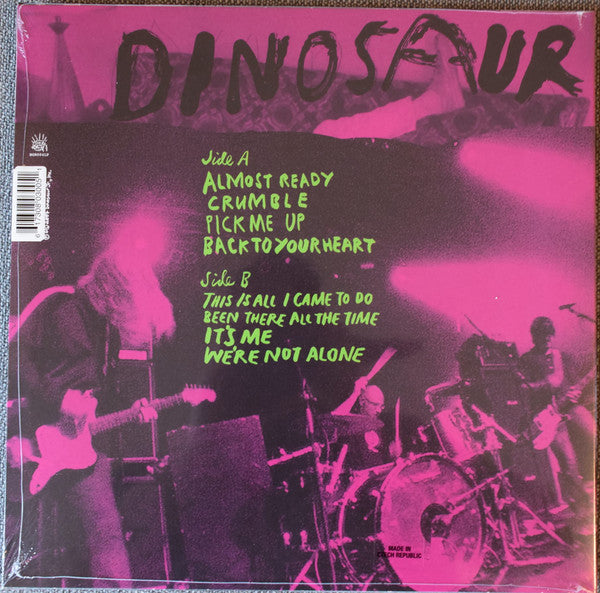 DINOSAUR
Side A
ALMOST READY
CRUMBLE
PICK ME UP
BACK TO YOUR HEART
Side B
THIS IS ALL I CAME TO DO
BEEN THERE ALL THE TIME
IT'S ME
WE'RE NOT ALONE
MADE IN
CZECH REPUBLIC